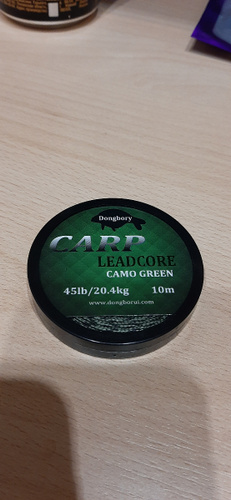 Dongbory
CARP
LEADCORE
CAMO GREEN
45lb/20.4kg 10m
www.dongborui.com